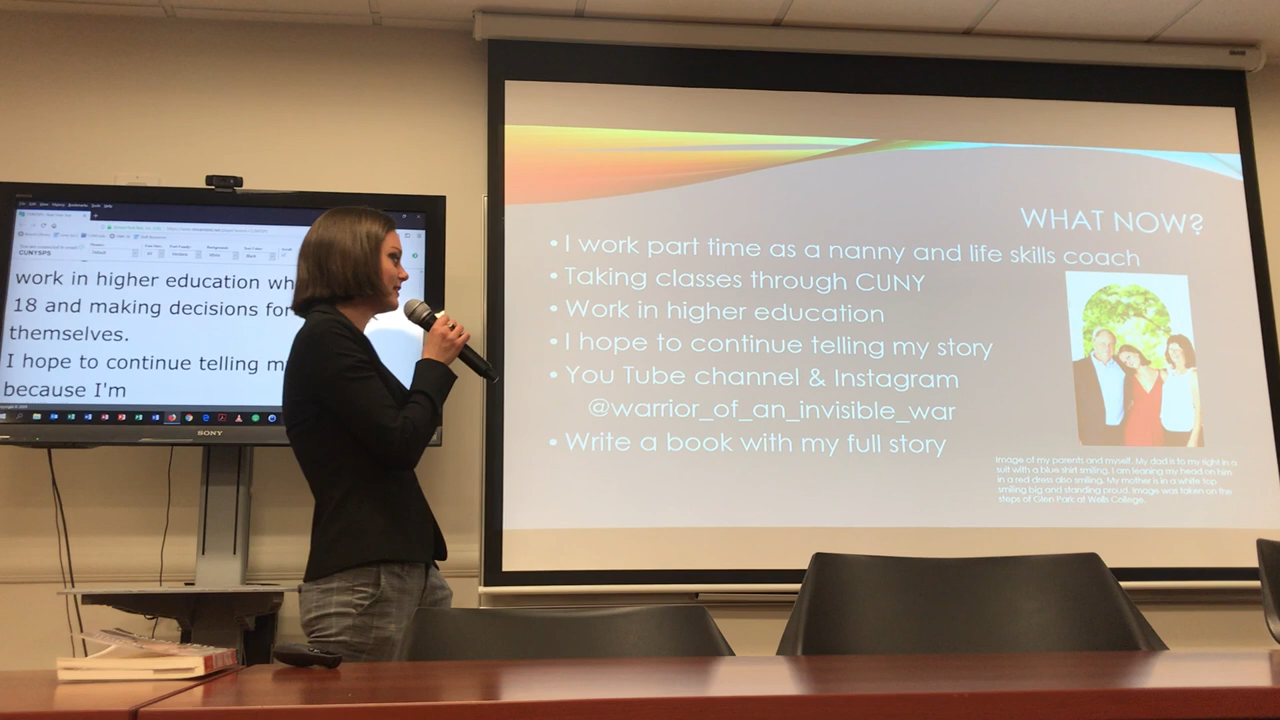 CUNYSPS
work in higher education wh
18 and making decisions for
themselves.
I hope to continue telling m
because I'm
SONY
WHAT NOW?
• I work part time as a nanny and life skills coach
• Taking classes through CUNY
• Work in higher education
• I hope to continue telling my story
• You Tube channel & Instagram
@warrior_of_an_invisible_war
• Write a book with my full story
Image of my parents and myself. My dad is to my right in a
suit with a blue shirt smiling. I am leaning my head on him
in a red dress also smiling. My mother is in a white top
smiling big and standing proud. Image was taken on the
steps of Glen Park at Wells College.